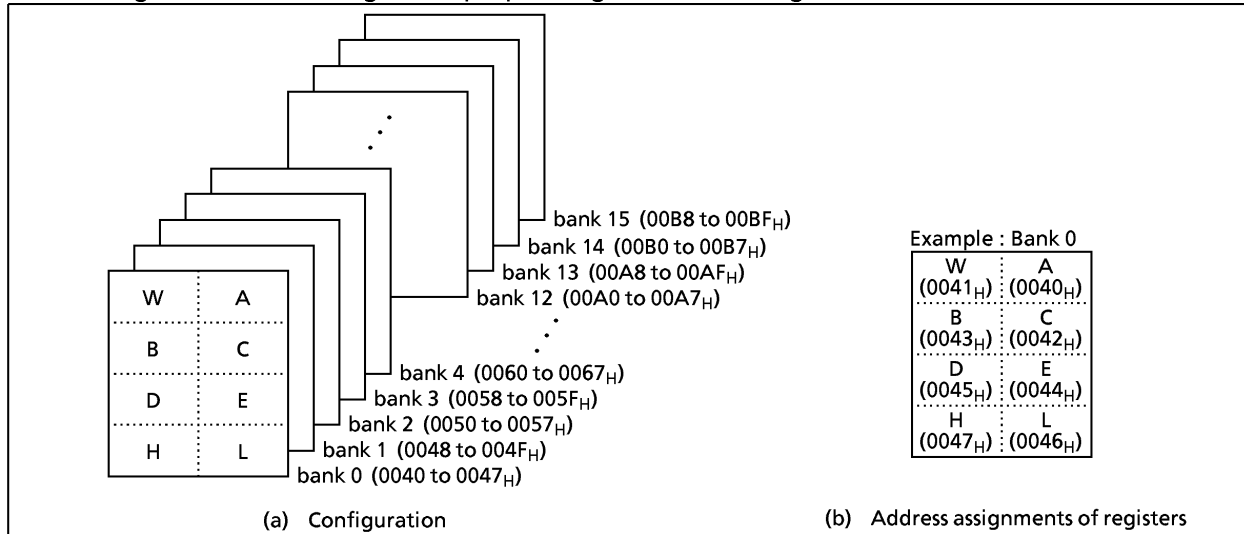 W A
B C
D E
H L
bank 15 (00B8 to 00BFH)
bank 14 (00B0 to 00B7H)
bank 13 (00A8 to 00AFH)
bank 12 (00A0 to 00A7H)
bank 4 (0060 to 0067H)
bank 3 (0058 to 005FH)
bank 2 (0050 to 0057H)
bank 1 (0048 to 004FH)
bank 0 (0040 to 0047H)
(a) Configuration
Example : Bank 0
W A
(0041H) (0040H)
B C
(0043H) (0042H)
D E
(0045H) (0044H)
H L
(0047H) (0046H)
(b) Address assignments of registers